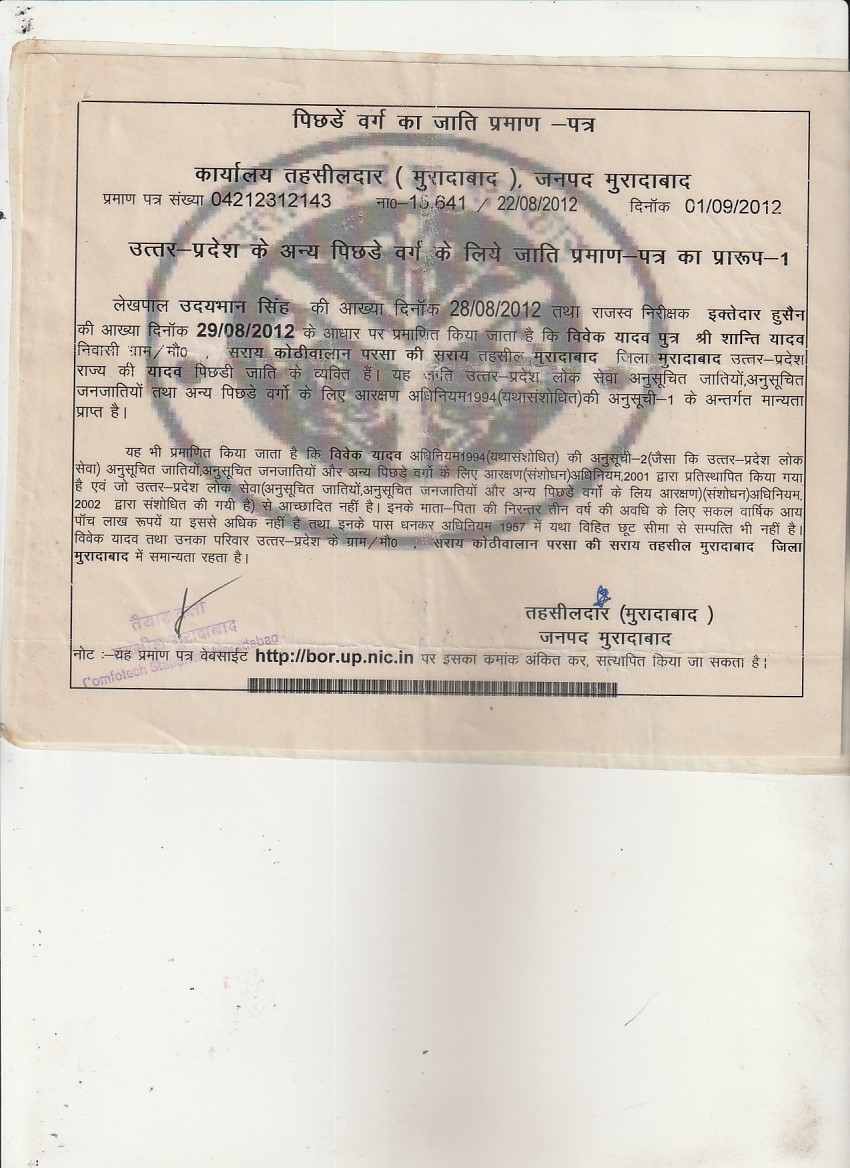 पिछडें वर्ग का जाति प्रमाण –पत्र
कार्यालय तहसीलदार ( मुरादाबाद ), जनपद मुरादाबाद
प्रमाण पत्र संख्या 04212312143 ना0–15,641 / 22/08/2012 दिनॉक 01/09/2012
उत्तर–प्रदेश के अन्य पिछडे वर्ग के लिये जाति प्रमाण–पत्र का प्रारूप–1
लेखपाल उदयभान सिंह की आख्या दिनॉक 28/08/2012 तथा राजस्व निरीक्षक इक्तेदार हुसैन
की आख्या दिनॉक 29/08/2012 के आधार पर प्रमाणित किया जाता है कि विवेक यादव पुत्र श्री शान्ति यादव
निवासी ग्राम/मौ0 , सराय कोठीवालान परसा की सराय तहसील मुरादाबाद जिला मुरादाबाद उत्तर–प्रदेश
राज्य की यादव पिछडी जाति के व्यक्ति हैं। यह जाति उत्तर–प्रदेश लोक सेवा अनुसूचित जातियों,अनुसूचित
जनजातियों तथा अन्य पिछडे वर्गो के लिए आरक्षण अधिनियम1994(यथासंशोधित)की अनुसूची–1 के अन्तर्गत मान्यता
प्राप्त है।
यह भी प्रमाणित किया जाता है कि विवेक यादव अधिनियम1994(यथासंशोधित) की अनुसूची–2(जैसा कि उत्तर–प्रदेश लोक
सेवा) अनुसूचित जातियों,अनुसूचित जनजातियों और अन्य पिछडे वर्गो के लिए आरक्षण(संशोधन)अधिनियम,2001 द्वारा प्रतिस्थापित किया गया
है एवं जो उत्तर–प्रदेश लोक सेवा(अनुसूचित जातियों,अनुसूचित जनजातियों और अन्य पिछडे वर्गों के लिय आरक्षण)(संशोधन)अधिनियम,
2002 द्वारा संशोधित की गयी है) से आच्छादित नहीं है। इनके माता–पिता की निरन्तर तीन वर्ष की अवधि के लिए सकल वार्षिक आय
पॉच लाख रूपयें या इससे अधिक नहीं है तथा इनके पास धनकर अधिनियम 1957 में यथा विहित छूट सीमा से सम्पत्ति भी नहीं है।
विवेक यादव तथा उनका परिवार उत्तर–प्रदेश के ग्राम/मौ0 , सराय कोठीवालान परसा की सराय तहसील मुरादाबाद जिला
मुरादाबाद में समान्यता रहता है।
तैयार कर्ता
मुरादाबाद
तहसीलदार (मुरादाबाद )
जनपद मुरादाबाद
Comfotech
नोट :–यह प्रमाण पत्र वेबसाईट http://bor.up.nic.in पर इसका कमांक अंकित कर, सत्यापित किया जा सकता है।